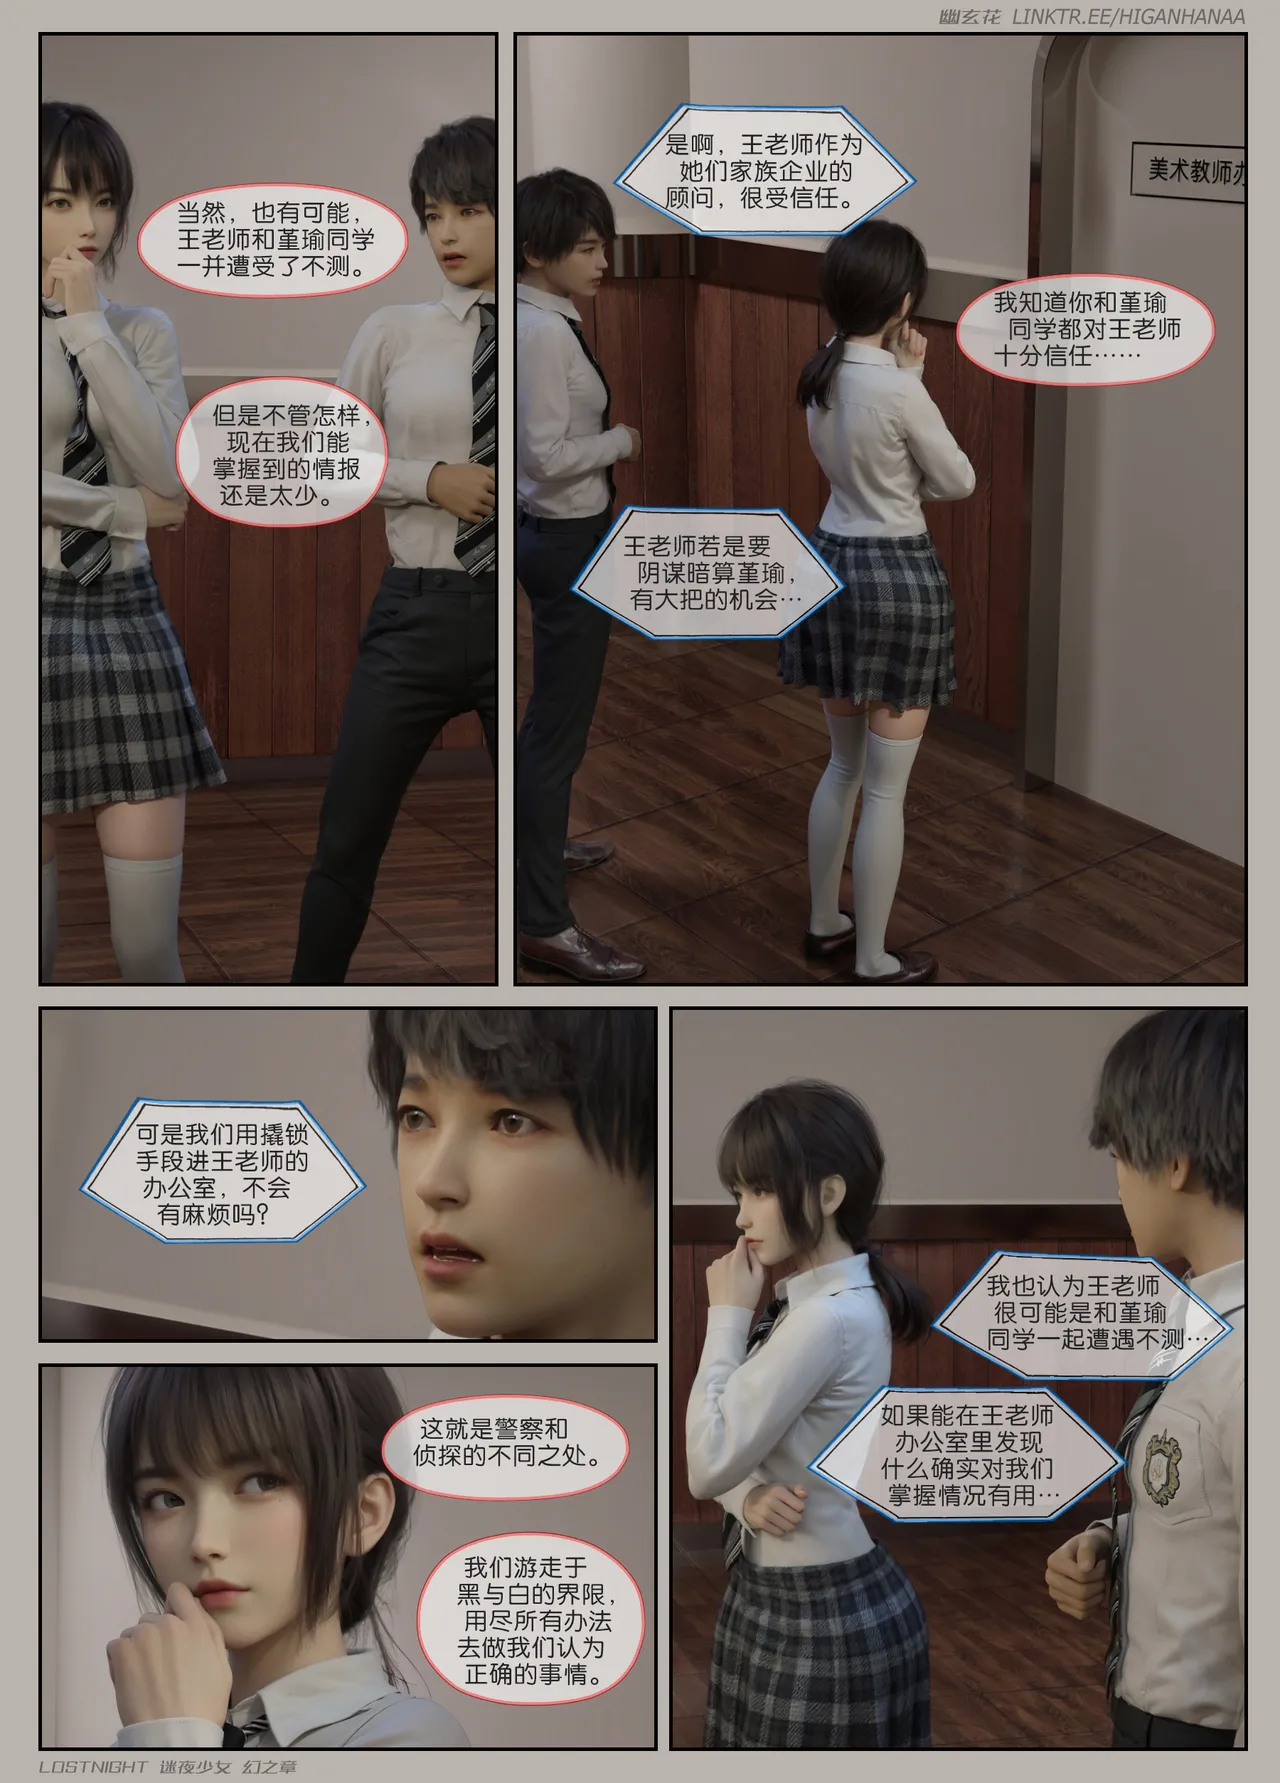 幽玄花 LINKTR.EE/HIGANHANAA
当然，也有可能，
王老师和堇瑜同学
一并遭受了不测。
但是不管怎样，
现在我们能
掌握到的情报
还是太少。
是啊，王老师作为
她们家族企业的
顾问，很受信任。
美术教师办
我知道你和堇瑜
同学都对王老师
十分信任……
王老师若是要
阴谋暗算堇瑜，
有大把的机会…
可是我们用撬锁
手段进王老师的
办公室，不会
有麻烦吗？
这就是警察和
侦探的不同之处。
我们游走于
黑与白的界限，
用尽所有办法
去做我们认为
正确的事情。
我也认为王老师
很可能是和堇瑜
同学一起遭遇不测…
如果能在王老师
办公室里发现
什么确实对我们
掌握情况有用…
LOSTNIGHT 迷夜少女 幻之章